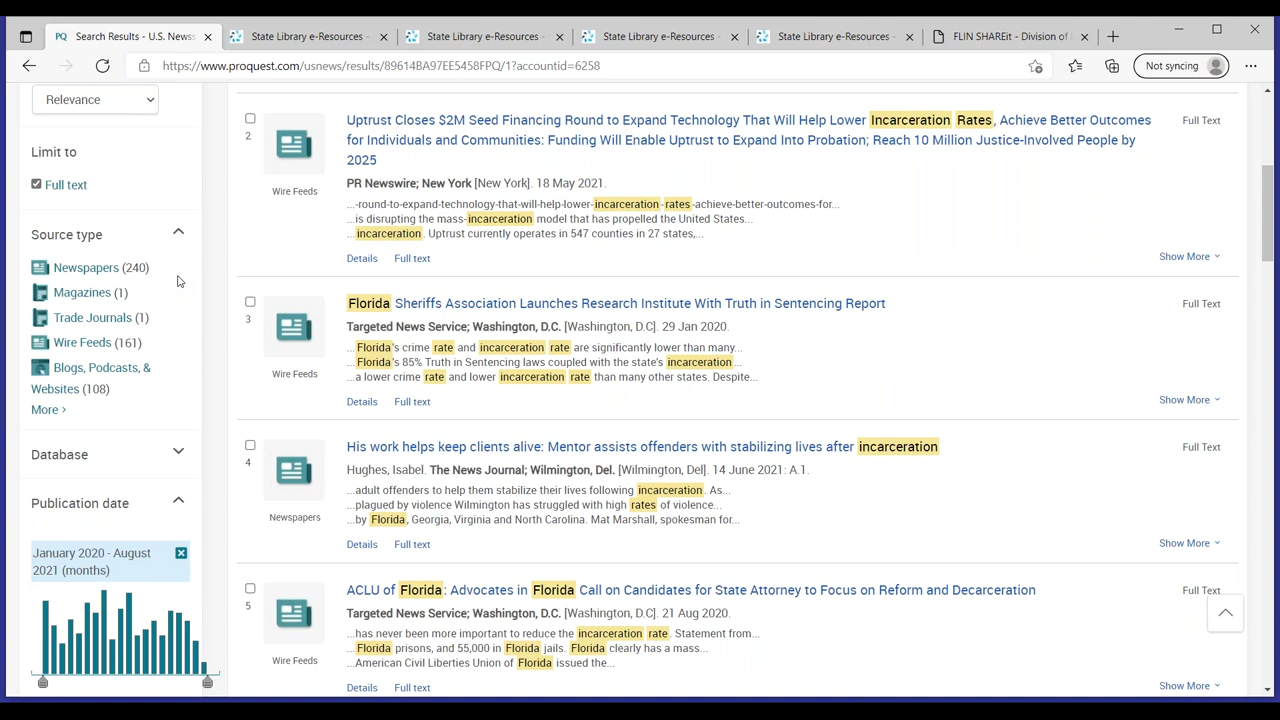 PQ Search Results - U.S. News
State Library e-Resources -
State Library e-Resources -
State Library e-Resources -
State Library e-Resources -
FLIN SHAREit - Division of
https://www.proquest.com/usnews/results/89614BA97EE5458FPQ/1?accountid=6258
Not syncing
Relevance
Limit to
Full text
Source type
Newspapers (240)
Magazines (1)
Trade Journals (1)
Wire Feeds (161)
Blogs, Podcasts, &
Websites (108)
More >
Database
Publication date
January 2020 - August
2021 (months)
2
Wire Feeds
Uptrust Closes $2M Seed Financing Round to Expand Technology That Will Help Lower Incarceration Rates, Achieve Better Outcomes
for Individuals and Communities: Funding Will Enable Uptrust to Expand Into Probation; Reach 10 Million Justice-Involved People by
2025
Full Text
PR Newswire; New York [New York]. 18 May 2021.
...-round-to-expand-technology-that-will-help-lower-incarceration-rates-achieve-better-outcomes-for...
...is disrupting the mass-incarceration model that has propelled the United States...
...incarceration. Uptrust currently operates in 547 counties in 27 states,...
Details Full text
Show More
3
Wire Feeds
Florida Sheriffs Association Launches Research Institute With Truth in Sentencing Report
Full Text
Targeted News Service; Washington, D.C. [Washington, D.C]. 29 Jan 2020.
...Florida's crime rate and incarceration rate are significantly lower than many...
...Florida's 85% Truth in Sentencing laws coupled with the state's incarceration...
...a lower crime rate and lower incarceration rate than many other states. Despite...
Details Full text
Show More
4
Newspapers
His work helps keep clients alive: Mentor assists offenders with stabilizing lives after incarceration
Full Text
Hughes, Isabel. The News Journal; Wilmington, Del. [Wilmington, Del]. 14 June 2021: A.1.
...adult offenders to help them stabilize their lives following incarceration. As...
...plagued by violence Wilmington has struggled with high rates of violence...
...by Florida, Georgia, Virginia and North Carolina. Mat Marshall, spokesman for...
Details Full text
Show More
5
Wire Feeds
ACLU of Florida: Advocates in Florida Call on Candidates for State Attorney to Focus on Reform and Decarceration
Full Text
Targeted News Service; Washington, D.C. [Washington, D.C]. 21 Aug 2020.
...has never been more important to reduce the incarceration rate. Statement from...
...Florida prisons, and 55,000 in Florida jails. Florida clearly has a mass...
...American Civil Liberties Union of Florida issued the...
Details Full text
Show More